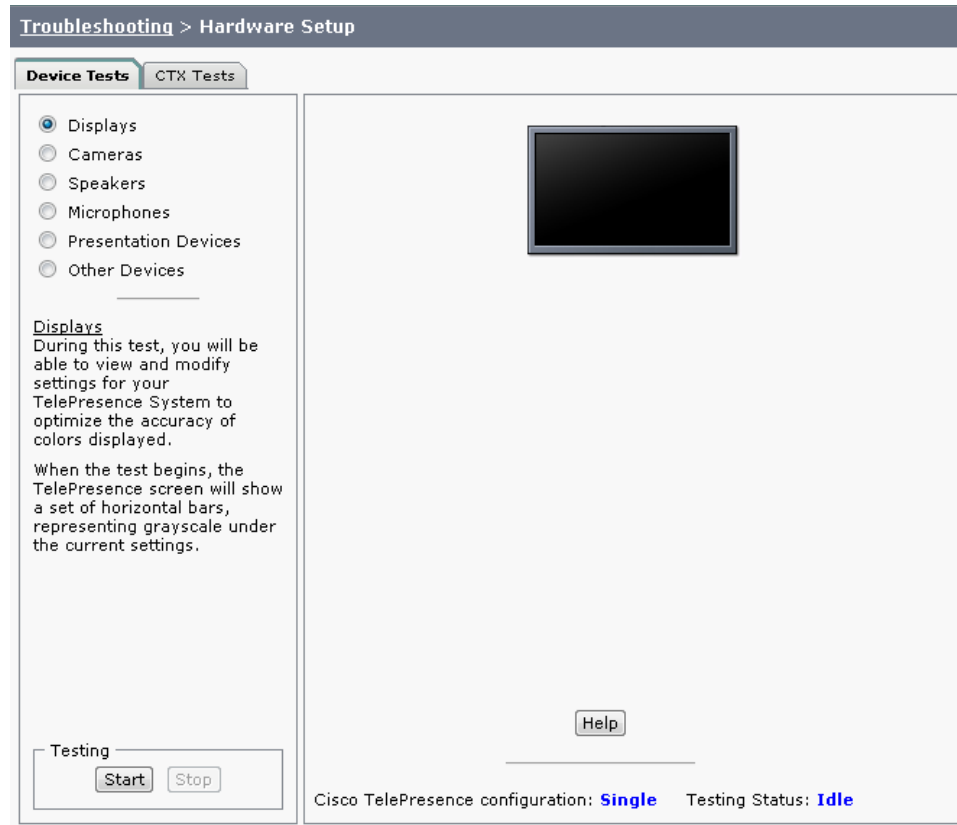 Troubleshooting > Hardware Setup
Device Tests
CTX Tests
Displays
Cameras
Speakers
Microphones
Presentation Devices
Other Devices
Displays
During this test, you will be
able to view and modify
settings for your
TelePresence System to
optimize the accuracy of
colors displayed.
When the test begins, the
TelePresence screen will show
a set of horizontal bars,
representing grayscale under
the current settings.
Testing
Start Stop
Help
Cisco TelePresence configuration: Single Testing Status: Idle